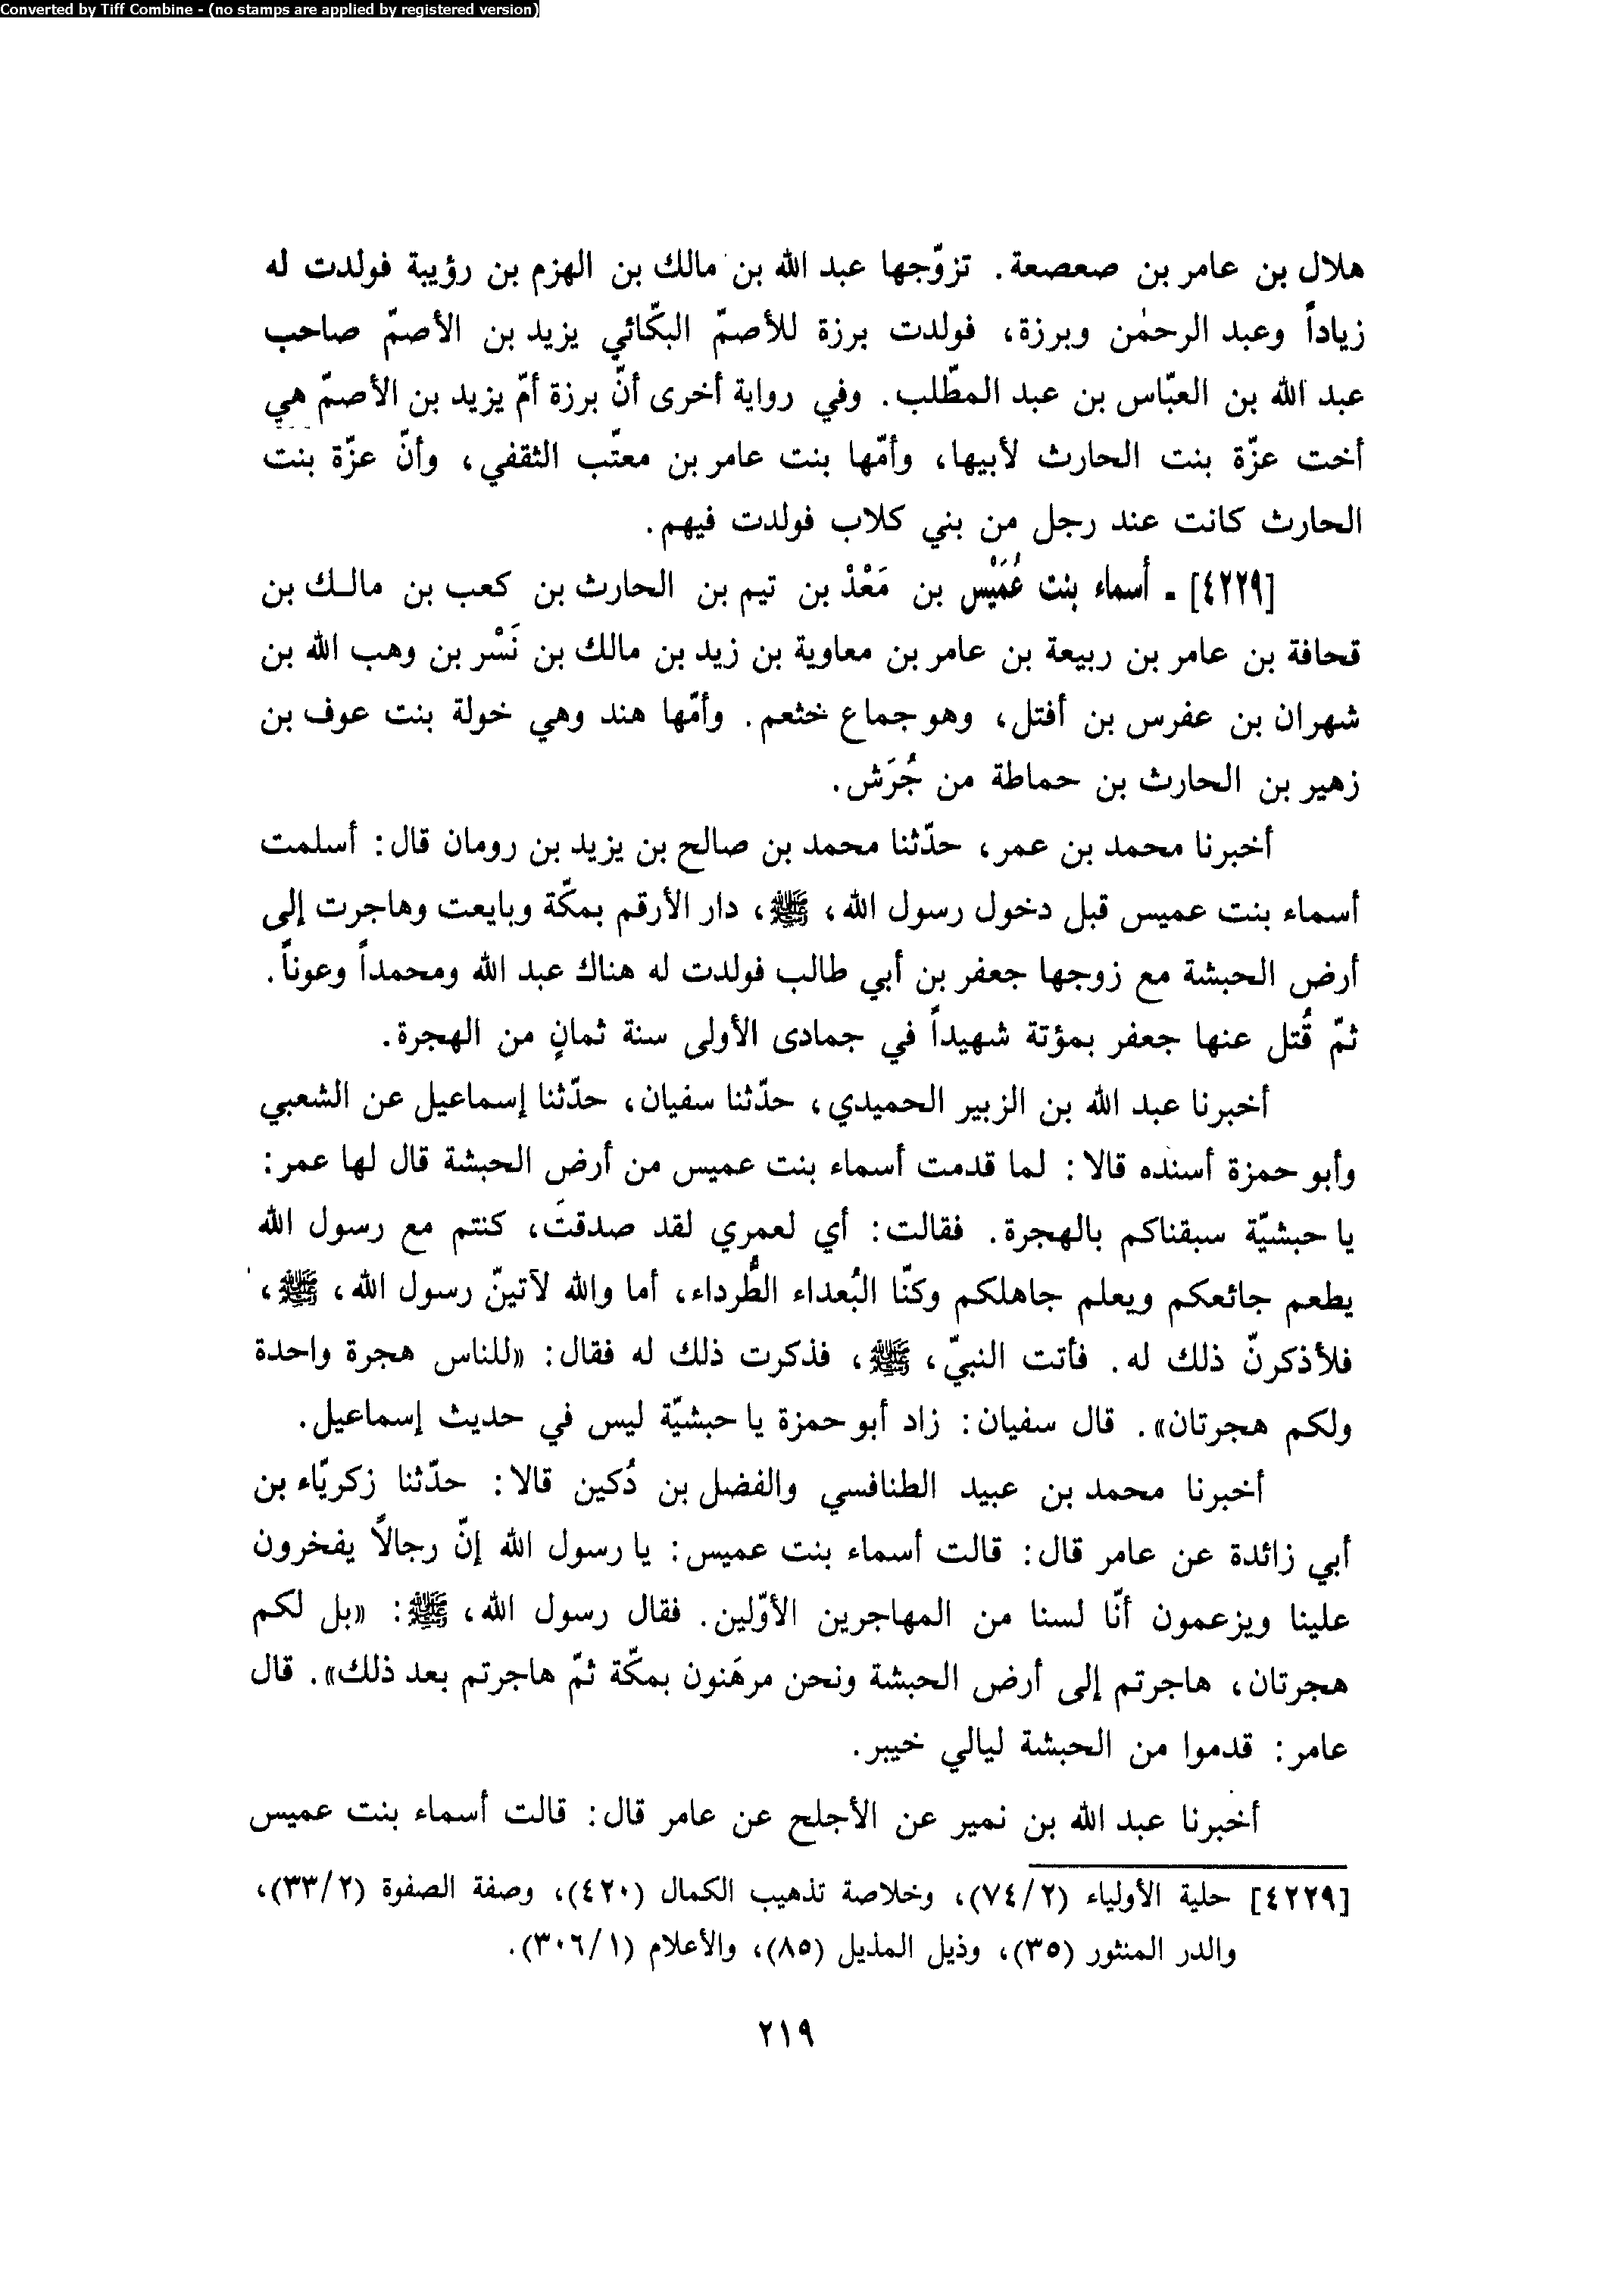 Converted by Tiff Combine - (no stamps are applied by registered version)
هلال بن عامر بن صعصعة. تزوّجها عبد الله بن مالك بن الهزم بن رؤيبة فولدت له
زياداً وعبد الرحمٰن وبرزة، فولدت برزة للأصمّ البكّائي يزيد بن الأصمّ صاحب
عبد الله بن العبّاس بن عبد المطّلب. وفي رواية أخرى أنّ برزة أمّ يزيد بن الأصمّ هي
أخت عزّة بنت الحارث لأبيها، وأمّها بنت عامر بن معتّب الثقفي، وأنّ عزّة بنت
الحارث كانت عند رجل من بني كلاب فولدت فيهم.
[٤٢٢٩] - أسماء بنت عُمَيْس بن مَعْدْ بن تيم بن الحارث بن كعب بن مالك بن
قحافة بن عامر بن ربيعة بن عامر بن معاوية بن زيد بن مالك بن نَسْر بن وهب الله بن
شهران بن عفرس بن أفتل، وهو جماع خثعم. وأمّها هند وهي خولة بنت عوف بن
زهير بن الحارث بن حماطة من جُرَش.
أخبرنا محمد بن عمر، حدّثنا محمد بن صالح بن يزيد بن رومان قال: أسلمت
أسماء بنت عميس قبل دخول رسول الله، ﷺ، دار الأرقم بمكّة وبايعت وهاجرت إلى
أرض الحبشة مع زوجها جعفر بن أبي طالب فولدت له هناك عبد الله ومحمداً وعوناً.
ثمّ قُتل عنها جعفر بمؤتة شهيداً في جمادى الأولى سنة ثمانٍ من الهجرة.
أخبرنا عبد الله بن الزبير الحميدي، حدّثنا سفيان، حدّثنا إسماعيل عن الشعبي
وأبو حمزة أسنده قالا: لما قدمت أسماء بنت عميس من أرض الحبشة قال لها عمر:
يا حبشيّة سبقناكم بالهجرة. فقالت: أي لعمري لقد صدقتَ، كنتم مع رسول الله
يطعم جائعكم ويعلم جاهلكم وكنّا البُعداء الطُّرداء، أما والله لآتينّ رسول الله، ﷺ،
فلأذكرنّ ذلك له. فأتت النبيّ، ﷺ، فذكرت ذلك له فقال: «للناس هجرة واحدة
ولكم هجرتان». قال سفيان: زاد أبو حمزة يا حبشيّة ليس في حديث إسماعيل.
أخبرنا محمد بن عبيد الطنافسي والفضل بن دُكين قالا: حدّثنا زكريّاء بن
أبي زائدة عن عامر قال: قالت أسماء بنت عميس: يا رسول الله إنّ رجالاً يفخرون
علينا ويزعمون أنّا لسنا من المهاجرين الأوّلين. فقال رسول الله، ﷺ: «بل لكم
هجرتان، هاجرتم إلى أرض الحبشة ونحن مرهَنون بمكّة ثمّ هاجرتم بعد ذلك». قال
عامر: قدموا من الحبشة ليالي خيبر.
أخبرنا عبد الله بن نمير عن الأجلح عن عامر قال: قالت أسماء بنت عميس
[٤٢٢٩] حلية الأولياء (٧٤/٢)، وخلاصة تذهيب الكمال (٤٢٠)، وصفة الصفوة (٣٣/٢)،
والدر المنثور (٣٥)، وذيل المذيل (٨٥)، والأعلام (٣٠٦/١).
٢١٩